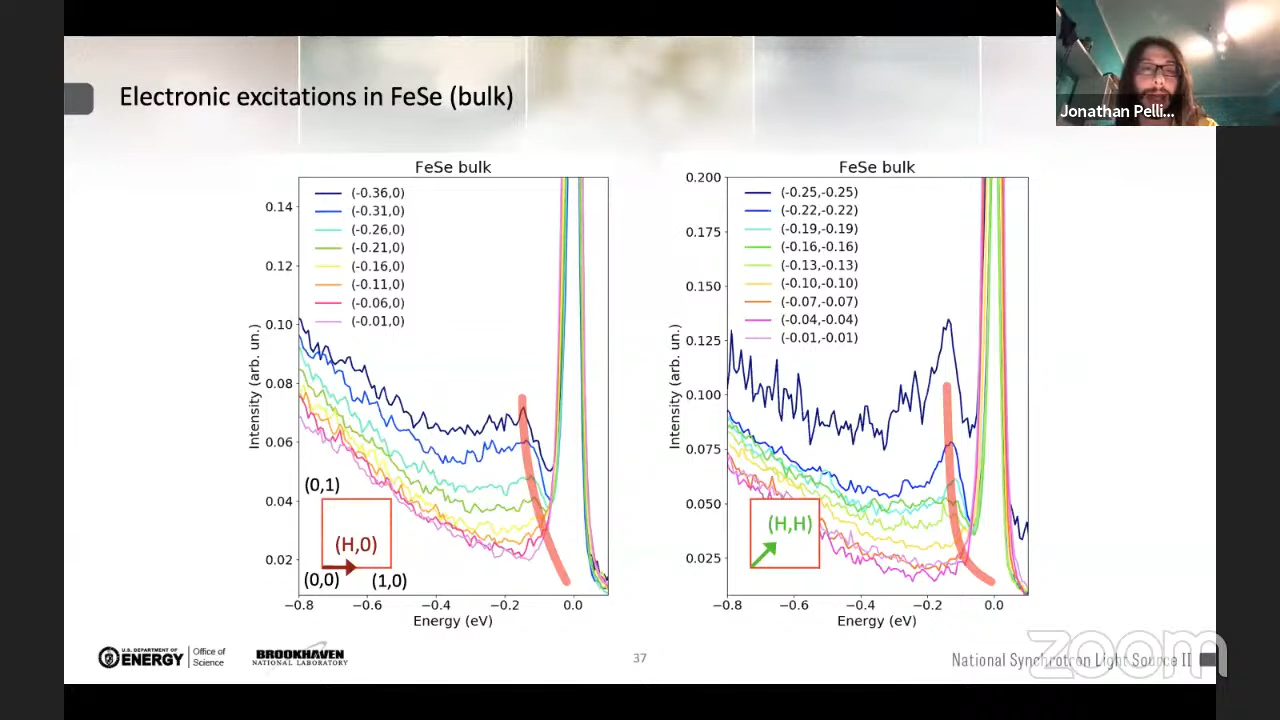 Electronic excitations in FeSe (bulk)
Jonathan Pelli...
FeSe bulk
(-0.36,0)
(-0.31,0)
(-0.26,0)
(-0.21,0)
(-0.16,0)
(-0.11,0)
(-0.06,0)
(-0.01,0)
0.14
0.12
0.10
0.08
0.06
0.04
0.02
Intensity (arb. un.)
(0,1)
(H,0)
(0,0)
(1,0)
−0.8
−0.6
−0.4
−0.2
0.0
Energy (eV)
FeSe bulk
(-0.25,-0.25)
(-0.22,-0.22)
(-0.19,-0.19)
(-0.16,-0.16)
(-0.13,-0.13)
(-0.10,-0.10)
(-0.07,-0.07)
(-0.04,-0.04)
(-0.01,-0.01)
0.200
0.175
0.150
0.125
0.100
0.075
0.050
0.025
Intensity (arb. un.)
(H,H)
−0.8
−0.6
−0.4
−0.2
0.0
Energy (eV)
U.S. DEPARTMENT OF
ENERGY
Office of
Science
BROOKHAVEN
NATIONAL LABORATORY
37
National Synchrotron Light Source II
zoom